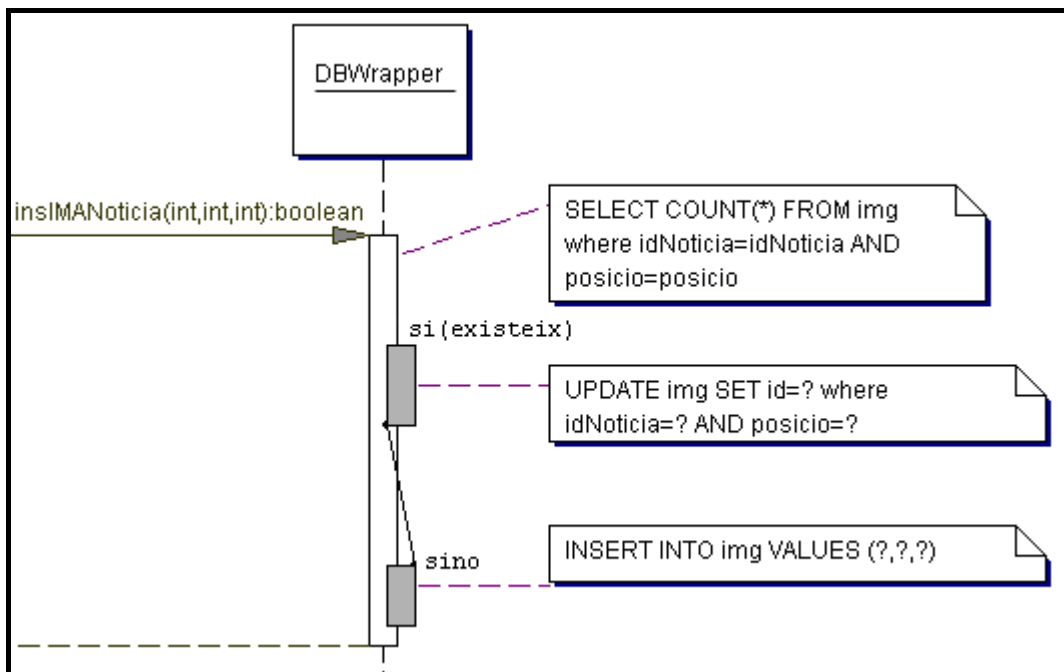 DBWrapper
insIMANoticia(int,int,int):boolean
SELECT COUNT(*) FROM img
where idNoticia=idNoticia AND
posicio=posicio
si(existeix)
UPDATE img SET id=? where
idNoticia=? AND posicio=?
sino
INSERT INTO img VALUES (?,?,?)